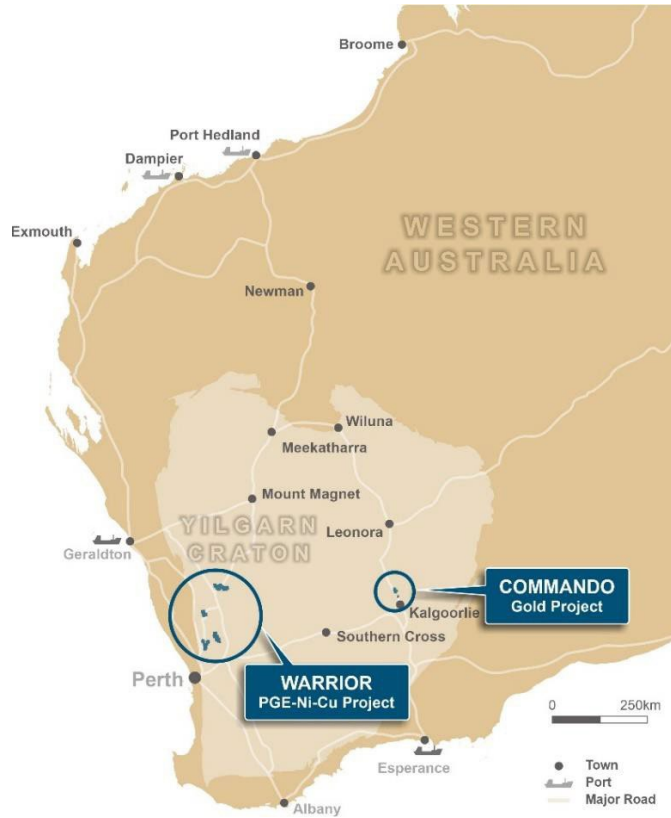 Broome
Port Hedland
Dampier
Exmouth
WESTERN
AUSTRALIA
Newman
Wiluna
Meekatharra
Mount Magnet
YILGARN
CRATON
Leonora
Geraldton
COMMANDO
Gold Project
Kalgoorlie
Southern Cross
Perth
WARRIOR
PGE-Ni-Cu Project
0 250km
Esperance
Town
Port
Major Road
Albany